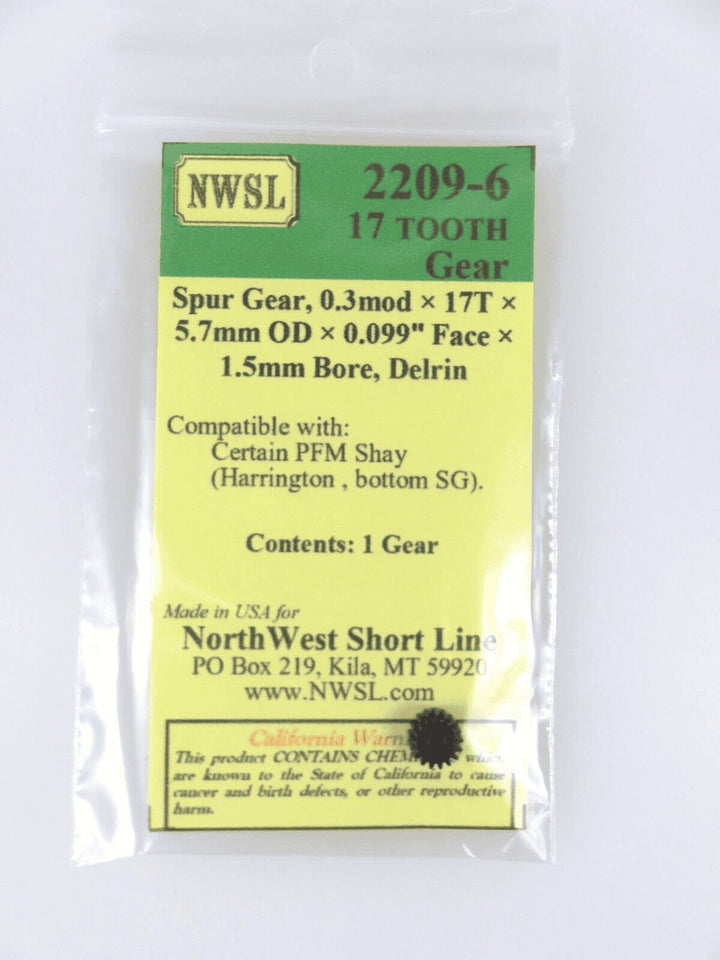 NWSL
2209-6
17 TOOTH
Gear
Spur Gear, 0.3mod × 17T ×
5.7mm OD × 0.099" Face ×
1.5mm Bore, Delrin
Compatible with:
Certain PFM Shay
(Harrington , bottom SG).
Contents: 1 Gear
Made in USA for
NorthWest Short Line
PO Box 219, Kila, MT 59920
www.NWSL.com
California
This product CONTAINS
are known to the State of California to cause
cancer and birth defects, or other reproductive
harm.